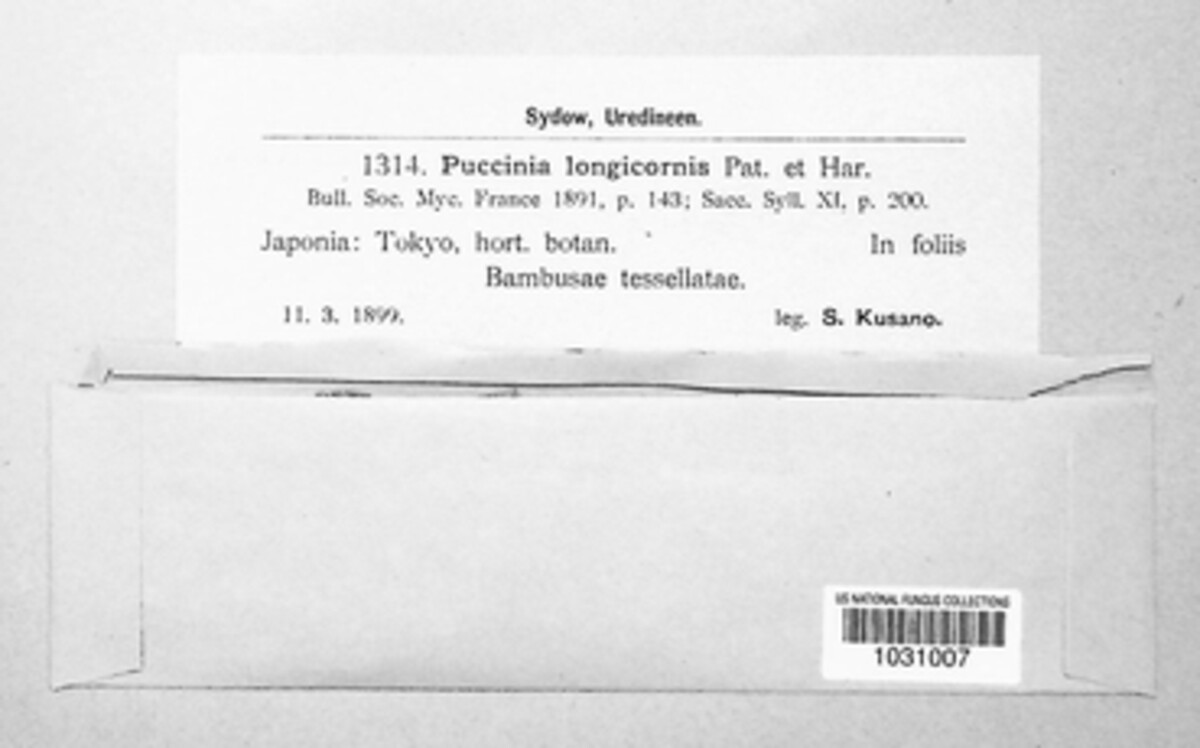 Sydow, Uredineen.
1314. Puccinia longicornis Pat. et Har.
Bull. Soc. Myc. France 1891, p. 143; Sacc. Syll. XI, p. 200.
Japonia: Tokyo, hort. botan. In foliis
Bambusae tessellatae.
11. 3. 1899. leg. S. Kusano.
US NATIONAL FUNGUS COLLECTIONS
1031007